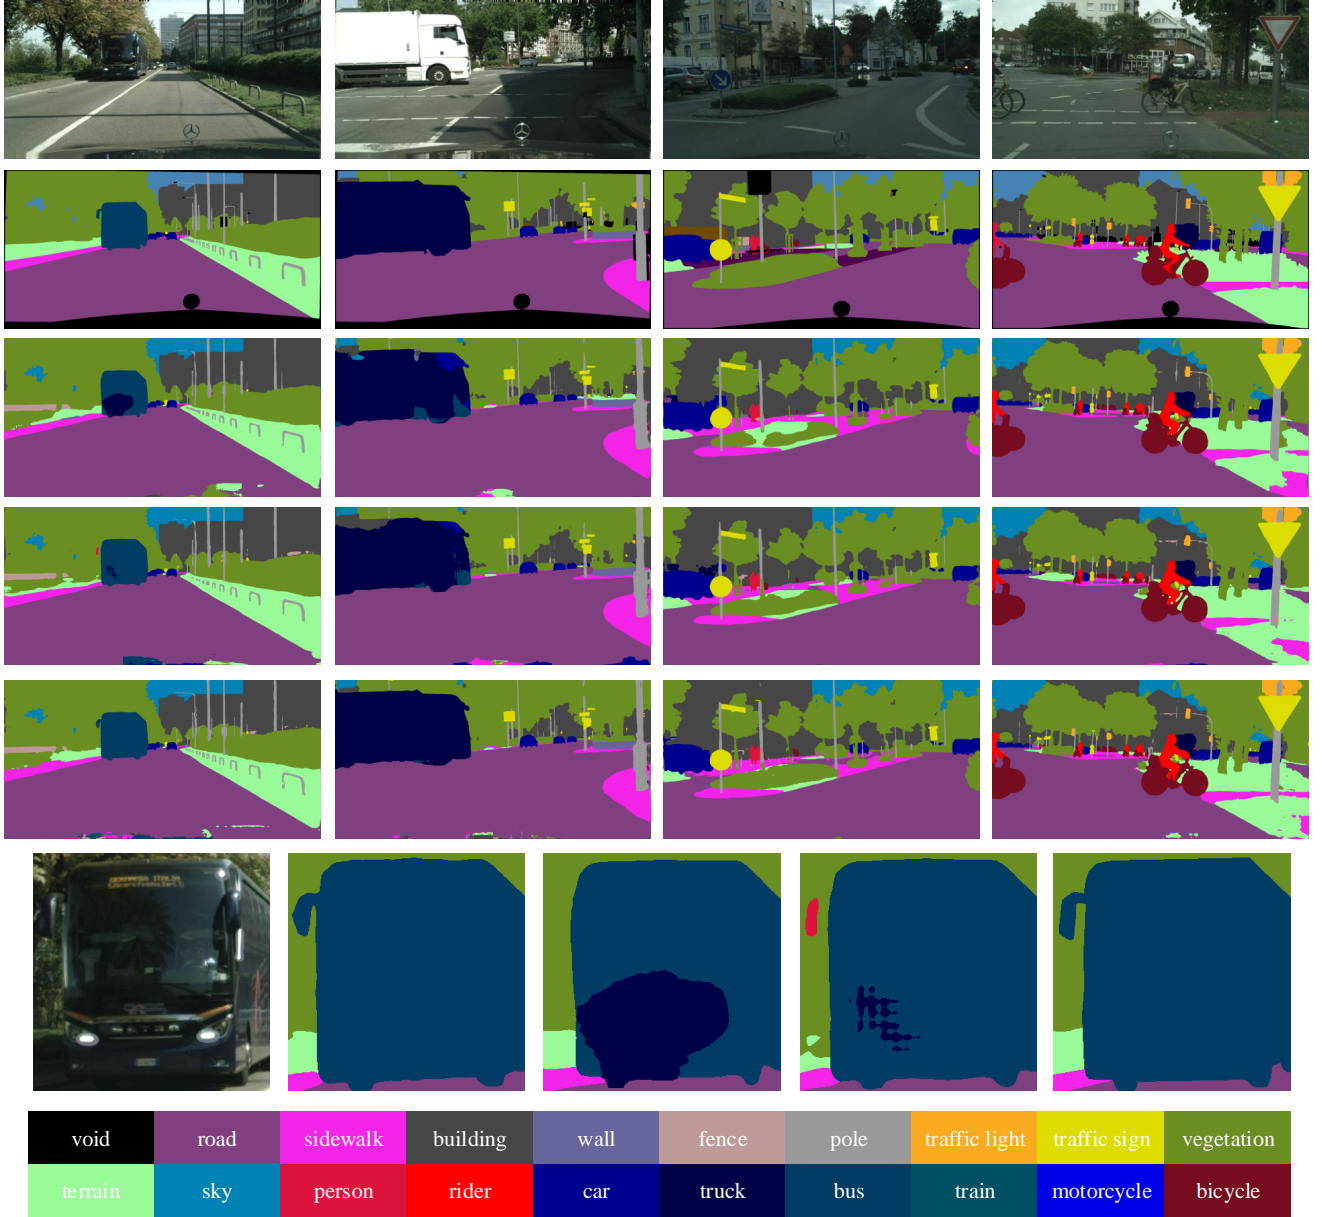 SETRA
void road sidewalk building wall fence pole traffic light traffic sign vegetation
terrain sky person rider car truck bus train motorcycle bicycle